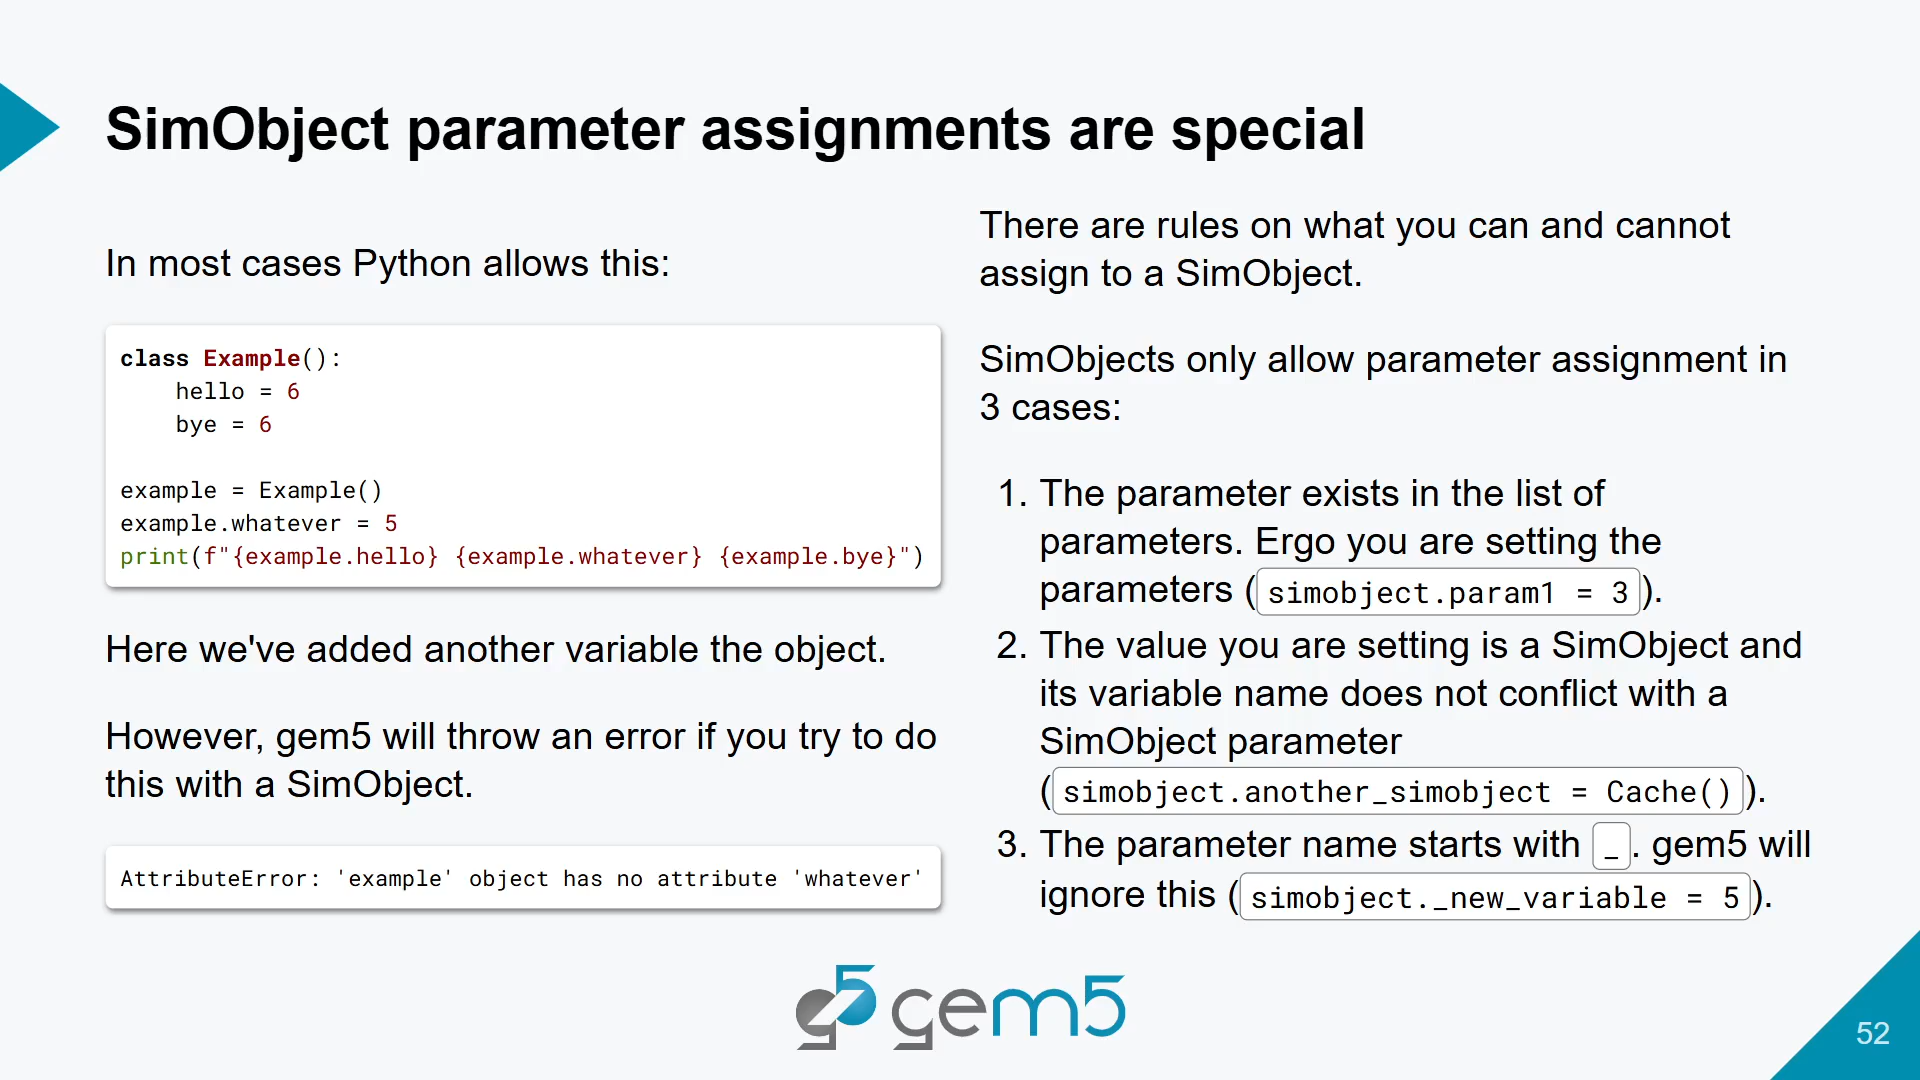 SimObject parameter assignments are special
In most cases Python allows this:
class Example():
    hello = 6
    bye = 6
example = Example()
example.whatever = 5
print(f"{example.hello} {example.whatever} {example.bye}")
Here we've added another variable the object.
However, gem5 will throw an error if you try to do
this with a SimObject.
AttributeError: 'example' object has no attribute 'whatever'
There are rules on what you can and cannot
assign to a SimObject.
SimObjects only allow parameter assignment in
3 cases:
1. The parameter exists in the list of
parameters. Ergo you are setting the
parameters (simobject.param1 = 3).
2. The value you are setting is a SimObject and
its variable name does not conflict with a
SimObject parameter
(simobject.another_simobject = Cache()).
3. The parameter name starts with _. gem5 will
ignore this (simobject._new_variable = 5).
gem5
52